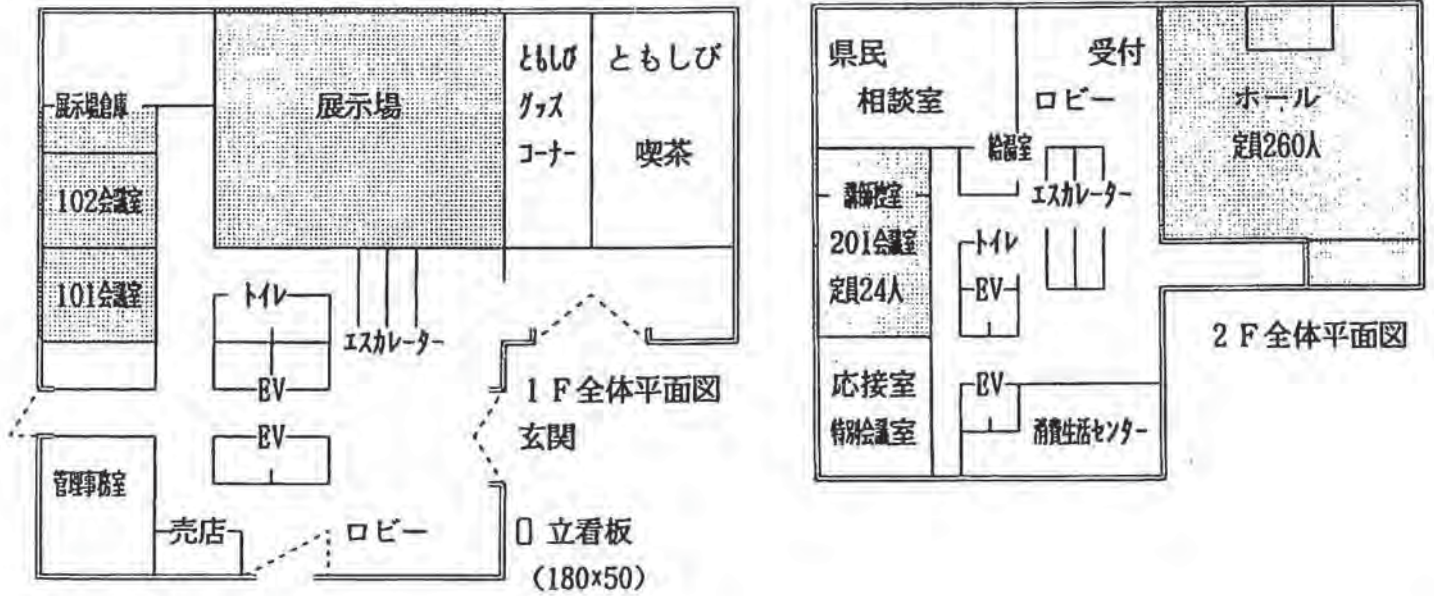 ともしび
グッズ
コーナー
ともしび
喫茶
展示場
展示場倉庫
102会議室
101会議室
トイレ
エスカレーター
EV
EV
1F全体平面図
玄関
管理事務室
売店
ロビー
立看板
(180×50)
県民
相談室
受付
ロビー
ホール
定員260人
給湯室
講師控室
エスカレーター
201会議室
定員24人
トイレ
EV
2F全体平面図
応接室
特別会議室
EV
消費生活センター